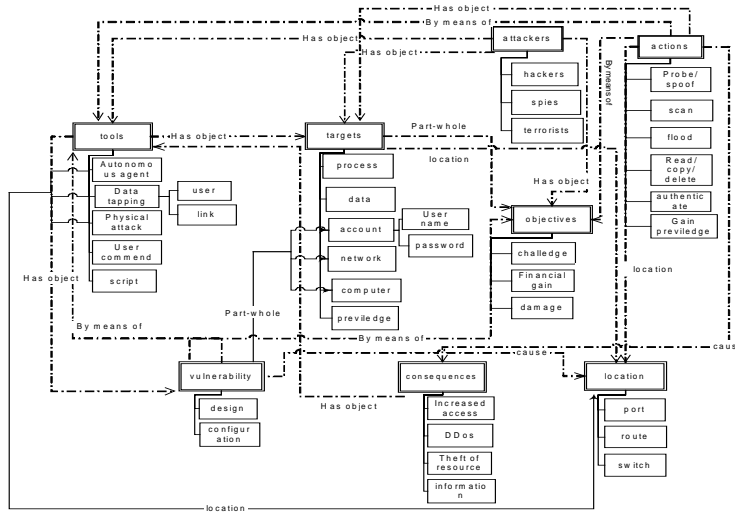 Has object
By means of
Has object
attackers
actions
Has object
hackers
spies
terrorists
By means of
Probe/
spoof
scan
flood
Read/
copy/
delete
authentic
ate
Gain
previledge
tools
Has object
targets
Part-whole
location
Has object
Autonomo
us agent
Data
tapping
user
link
Physical
attack
User
commend
script
process
data
account
User
name
password
network
computer
previledge
objectives
challedge
Financial
gain
damage
location
Has object
Part-whole
By means of
By means of
cause
caus
vulnerability
design
configur
ation
Has object
consequences
Increased
access
DDos
Theft of
resource
informatio
n
location
port
route
switch
location